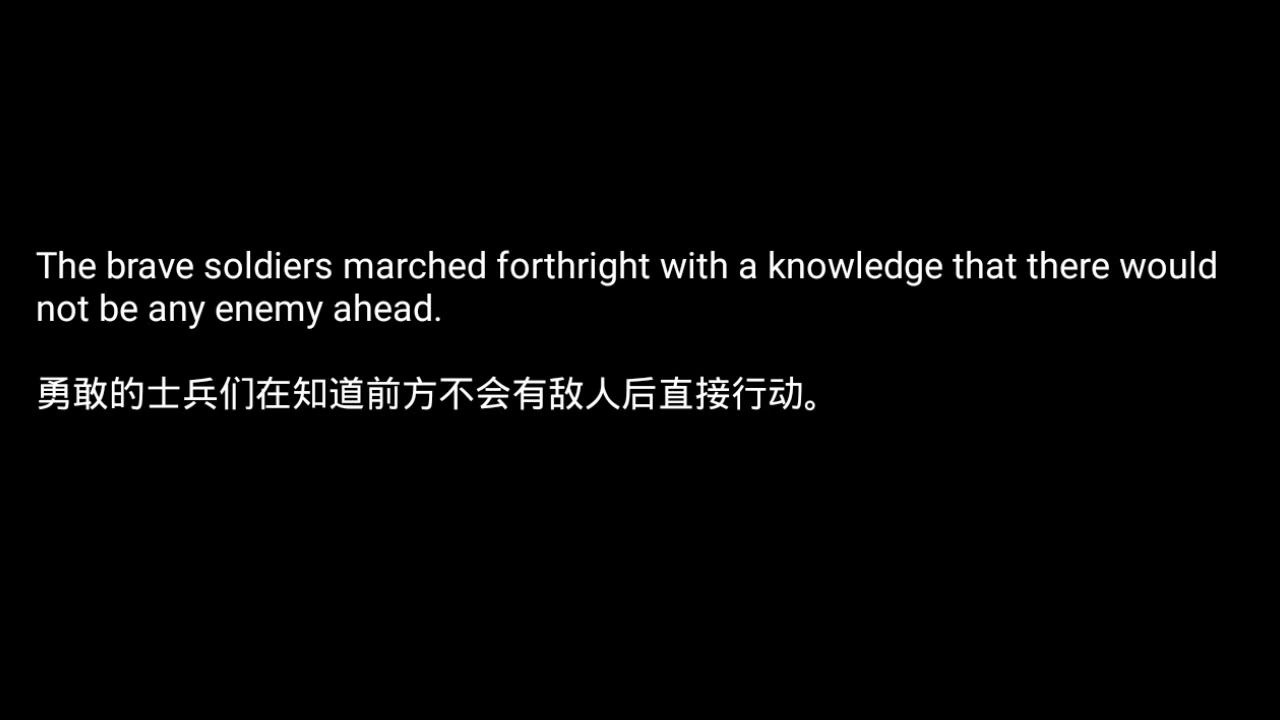 The brave soldiers marched forthright with a knowledge that there would
not be any enemy ahead.
勇敢的士兵们在知道前方不会有敌人后直接行动。